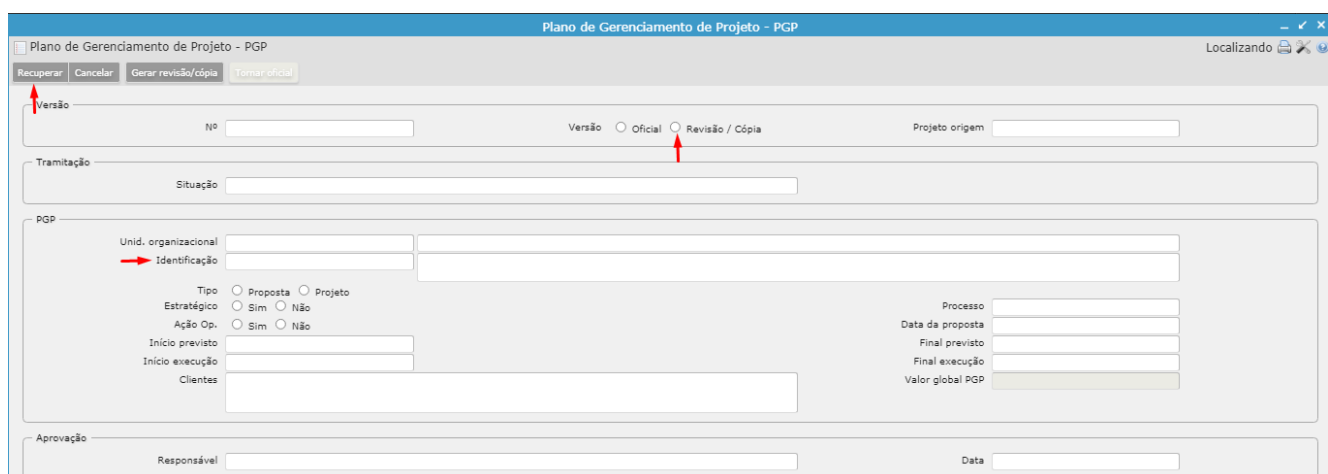 Plano de Gerenciamento de Projeto - PGP
Plano de Gerenciamento de Projeto - PGP Localizando
Recuperar Cancelar Gerar revisão/cópia Tornar oficial
Versão
Nº Versão Oficial Revisão / Cópia Projeto origem
Tramitação
Situação
PGP
Unid. organizacional
Identificação
Tipo Proposta Projeto
Estratégico Sim Não Processo
Ação Op. Sim Não Data da proposta
Início previsto Final previsto
Início execução Final execução
Clientes Valor global PGP
Aprovação
Responsável Data